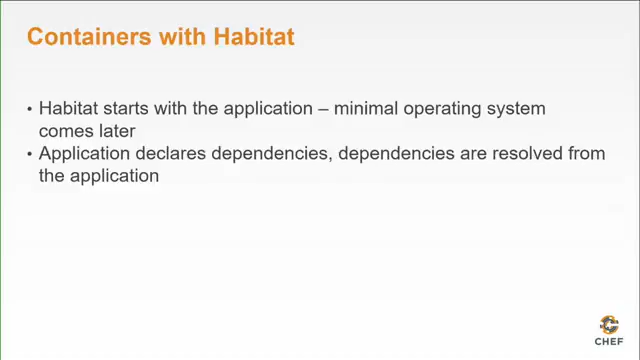 Containers with Habitat
• Habitat starts with the application – minimal operating system
comes later
• Application declares dependencies, dependencies are resolved from
the application
CHEF